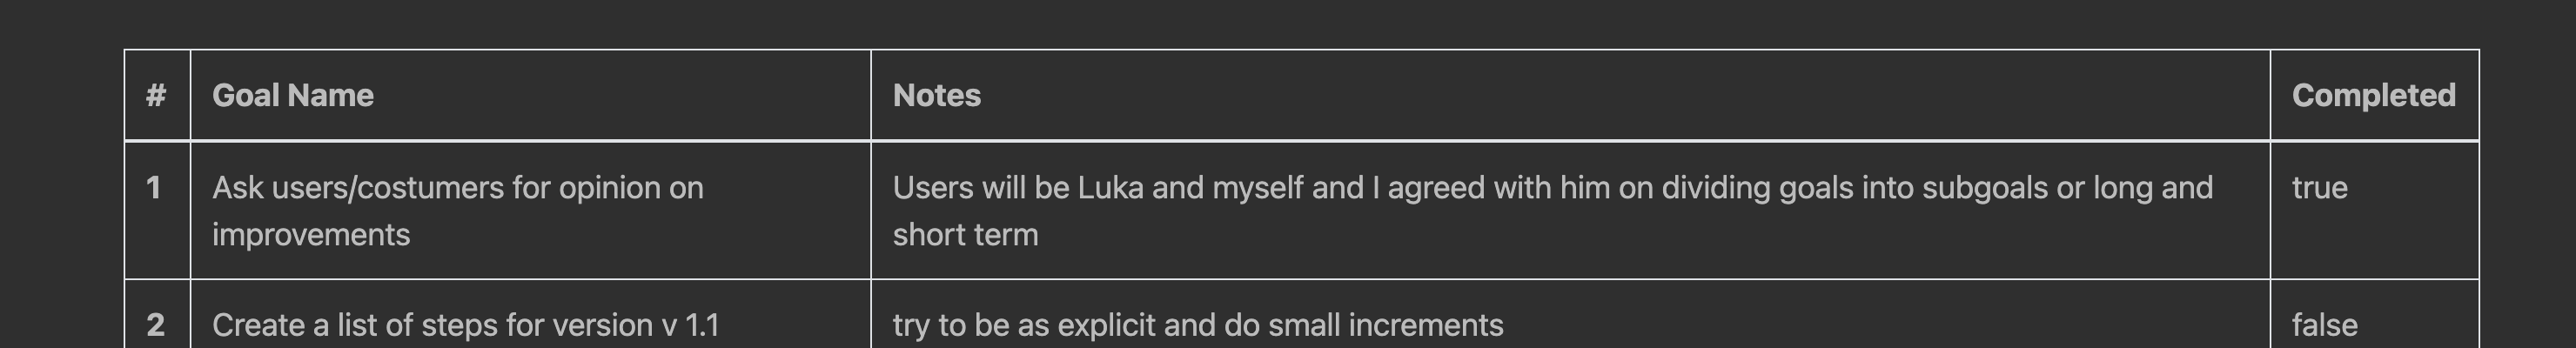 # Goal Name Notes Completed
1 Ask users/costumers for opinion on Users will be Luka and myself and I agreed with him on dividing goals into subgoals or long and true
improvements short term
2 Create a list of steps for version v 1.1 try to be as explicit and do small increments false